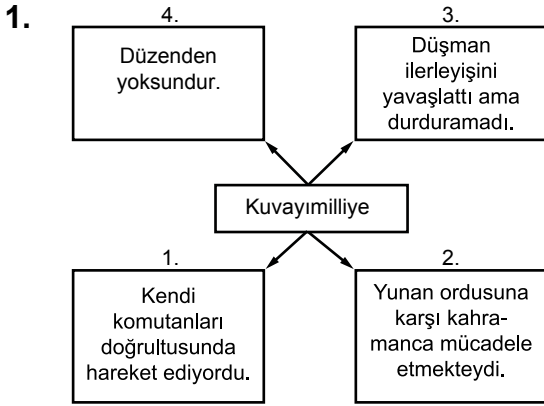 1.
4.
Düzenden
yoksundur.
3.
Düşman
ilerleyişini
yavaşlattı ama
durduramadı.
Kuvayımilliye
1.
Kendi
komutanları
doğrultusunda
hareket ediyordu.
2.
Yunan ordusuna
karşı kahra-
manca mücadele
etmekteydi.